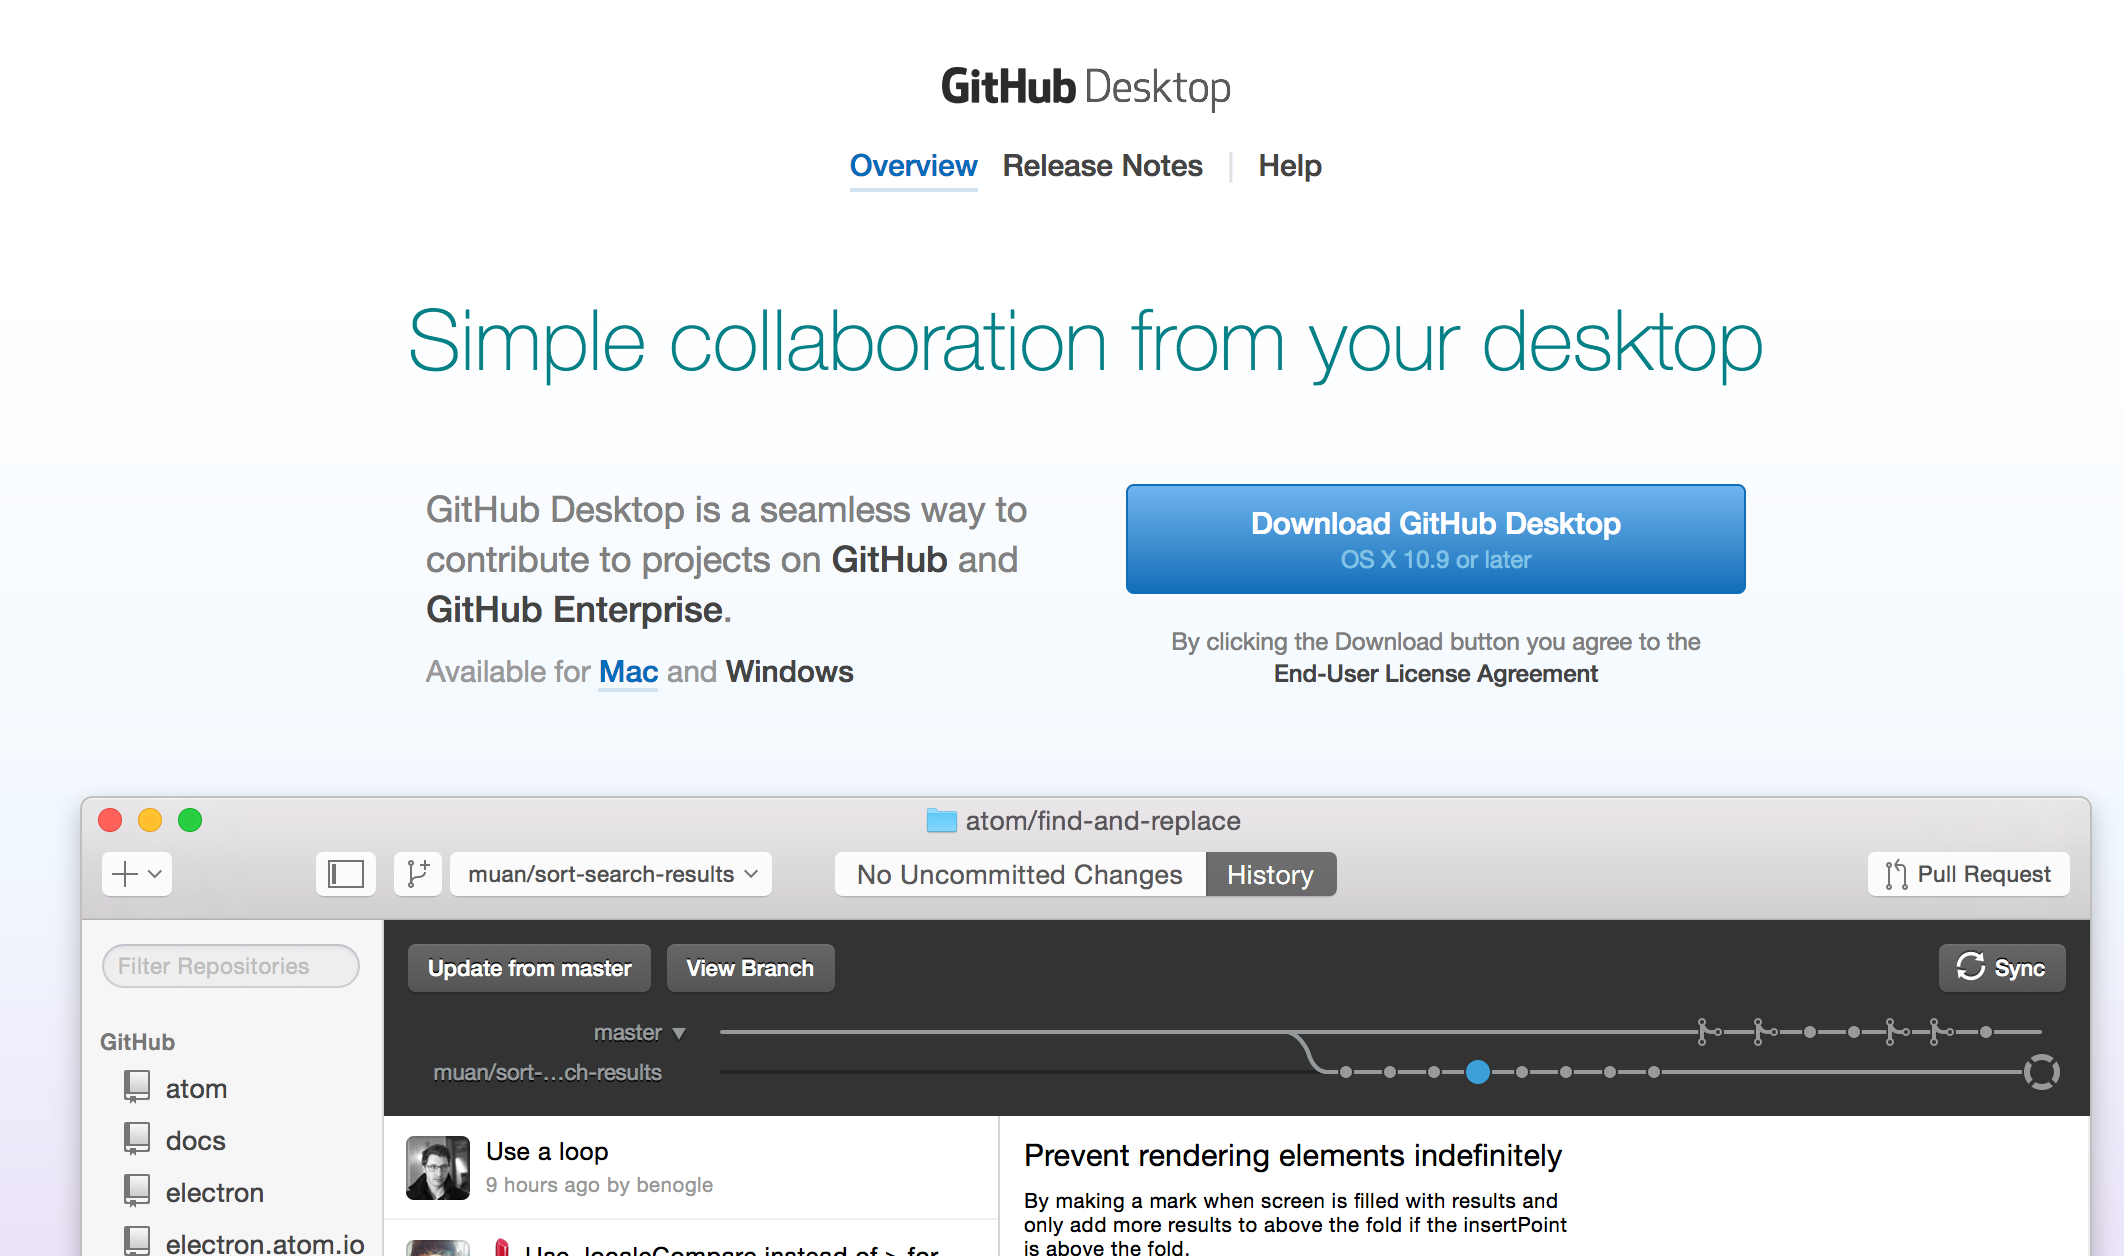 GitHub Desktop
Overview Release Notes Help
Simple collaboration from your desktop
GitHub Desktop is a seamless way to
contribute to projects on GitHub and
GitHub Enterprise.
Available for Mac and Windows
Download GitHub Desktop
OS X 10.9 or later
By clicking the Download button you agree to the
End-User License Agreement
atom/find-and-replace
muan/sort-search-results
No Uncommitted Changes
History
Pull Request
Filter Repositories
GitHub
atom
docs
electron
electron.atom.io
Update from master
View Branch
Sync
master
muan/sort-...ch-results
Use a loop
9 hours ago by benogle
Use .localeCompare instead of > for
Prevent rendering elements indefinitely
By making a mark when screen is filled with results and
only add more results to above the fold if the insertPoint
is above the fold.